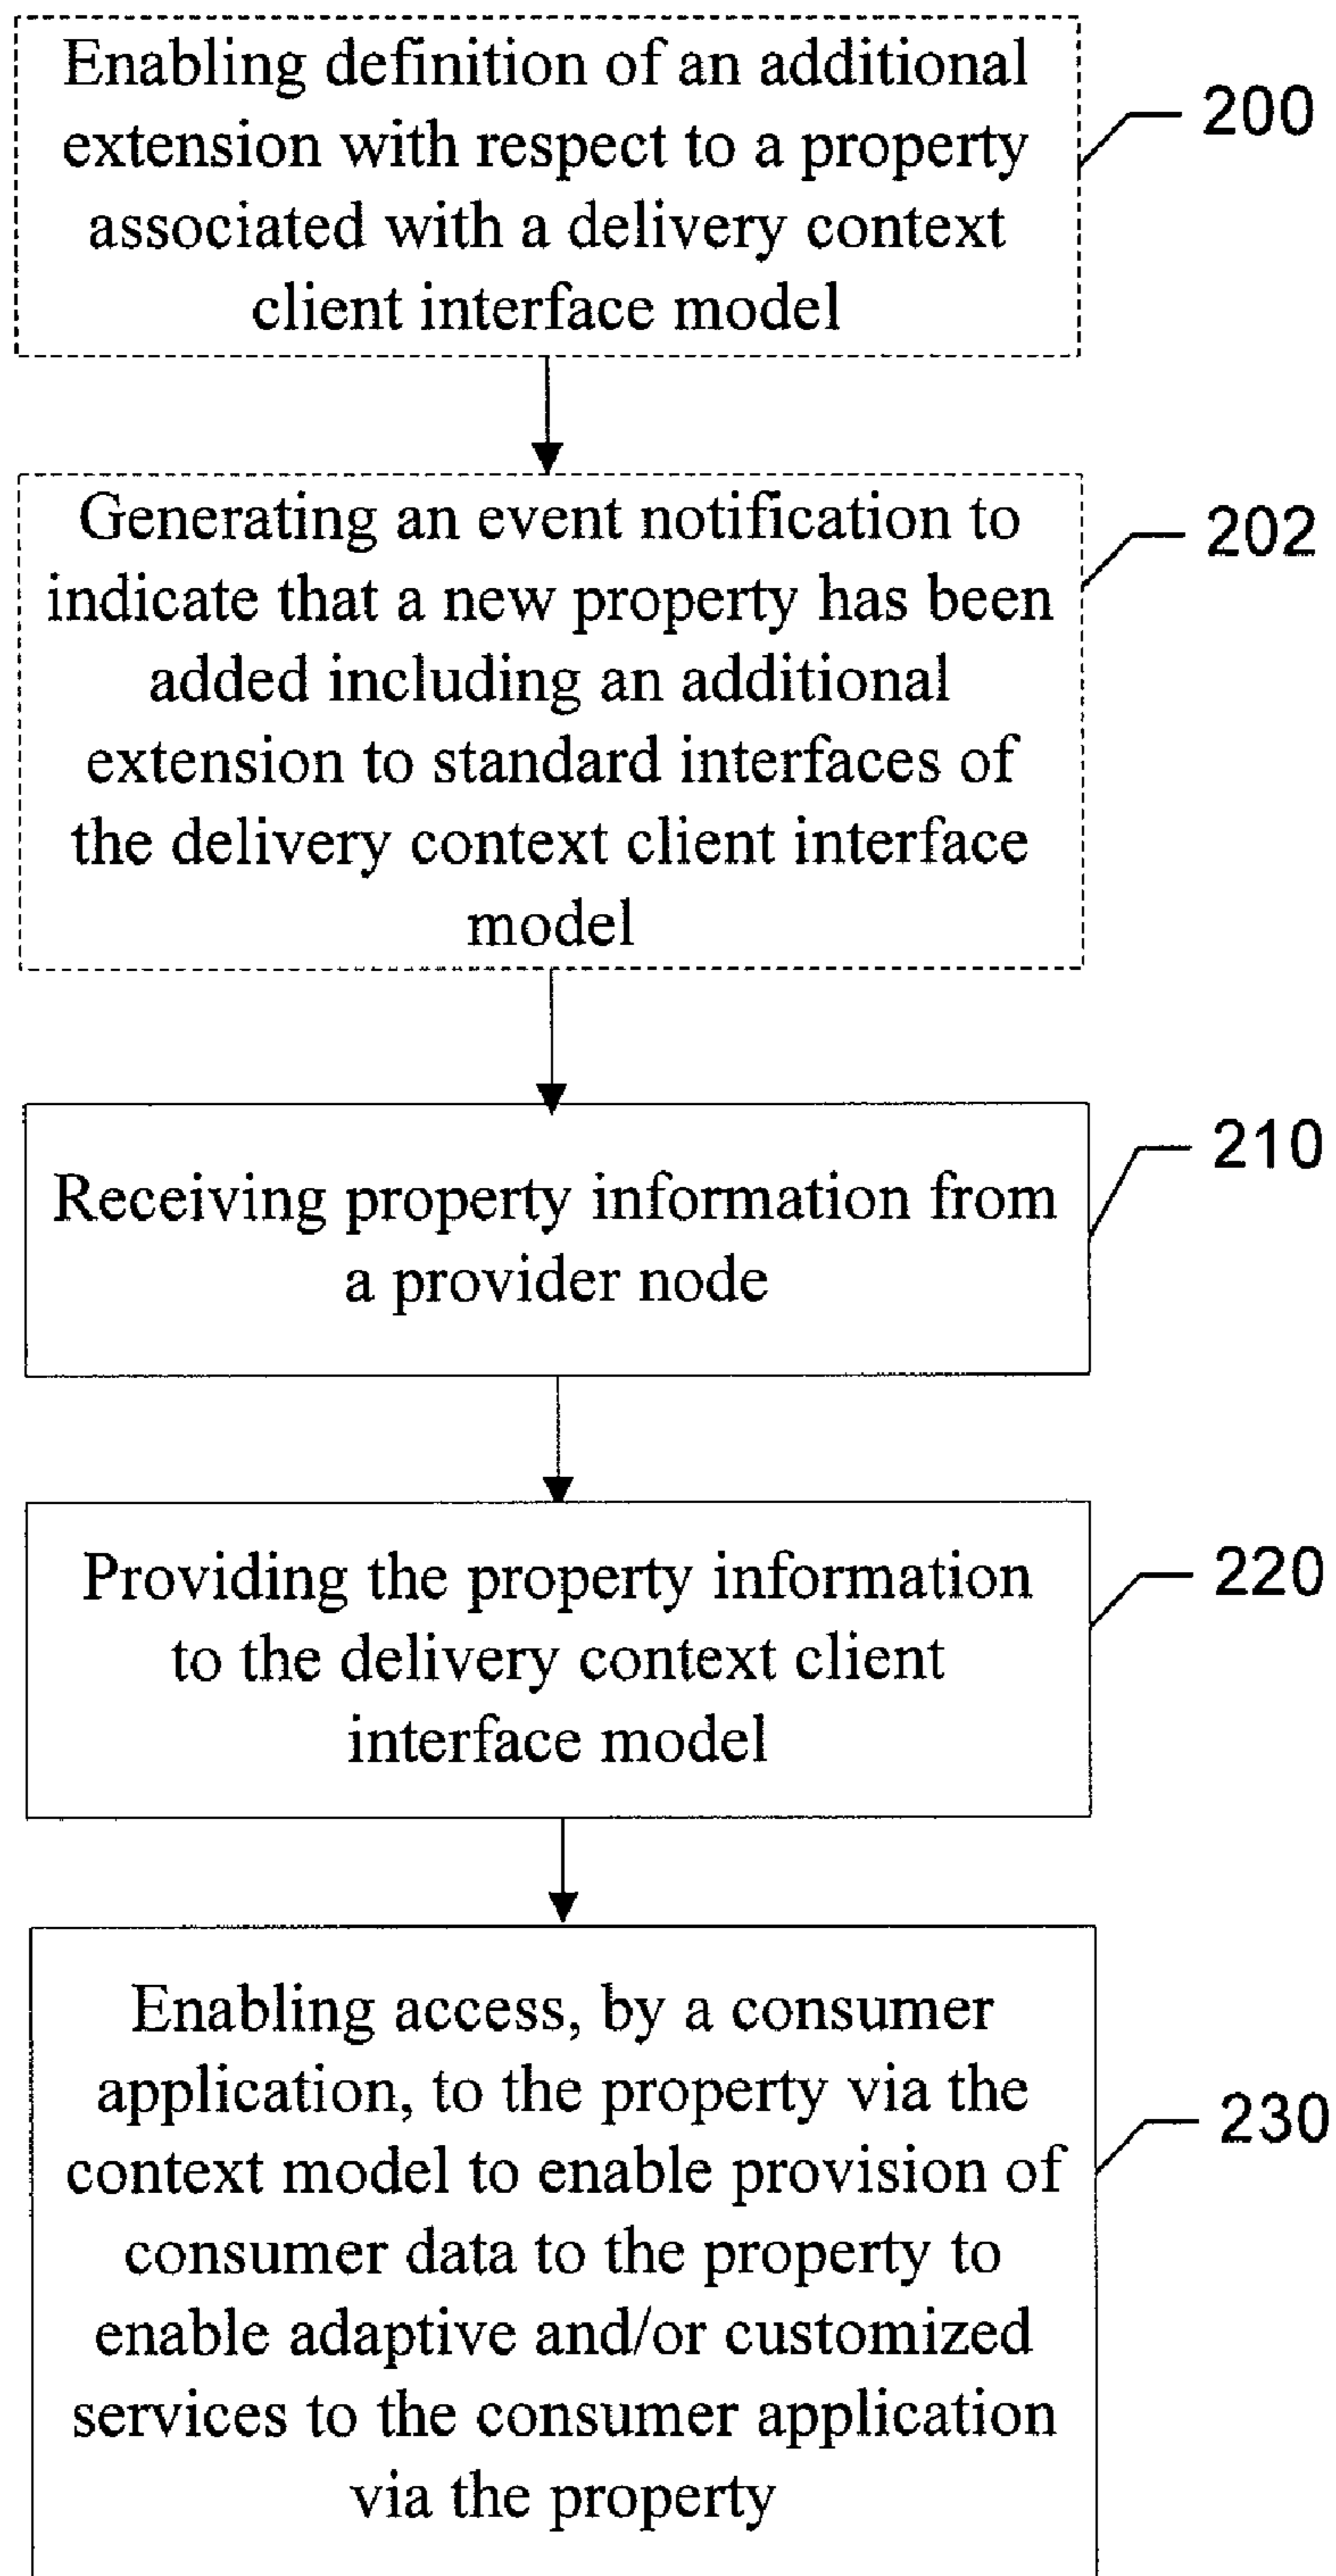 Enabling definition of an additional
extension with respect to a property
associated with a delivery context
client interface model
200
Generating an event notification to
indicate that a new property has been
added including an additional
extension to standard interfaces of
the delivery context client interface
model
202
Receiving property information from
a provider node
210
Providing the property information
to the delivery context client
interface model
220
Enabling access, by a consumer
application, to the property via the
context model to enable provision of
consumer data to the property to
enable adaptive and/or customized
services to the consumer application
via the property
230